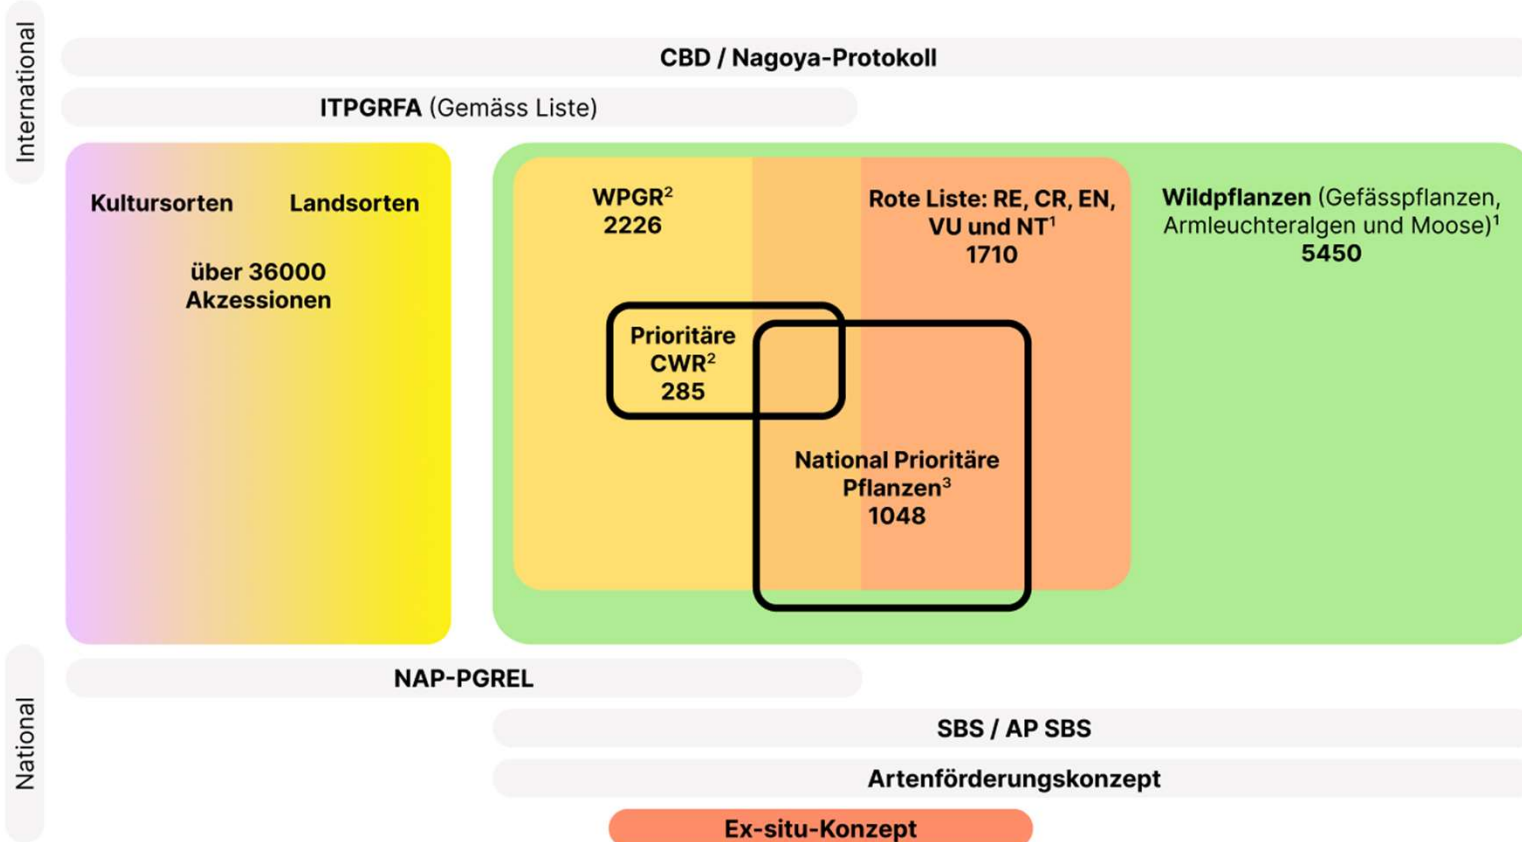 International
CBD / Nagoya-Protokoll
ITPGRFA (Gemäss Liste)
Kultursorten
Landsorten
über 36000
Akzessionen
WPGR²
2226
Rote Liste: RE, CR, EN,
VU und NT¹
1710
Wildpflanzen (Gefässpflanzen,
Armleuchteralgen und Moose)¹
5450
Prioritäre
CWR²
285
National Prioritäre
Pflanzen³
1048
National
NAP-PGREL
SBS / AP SBS
Artenförderungskonzept
Ex-situ-Konzept